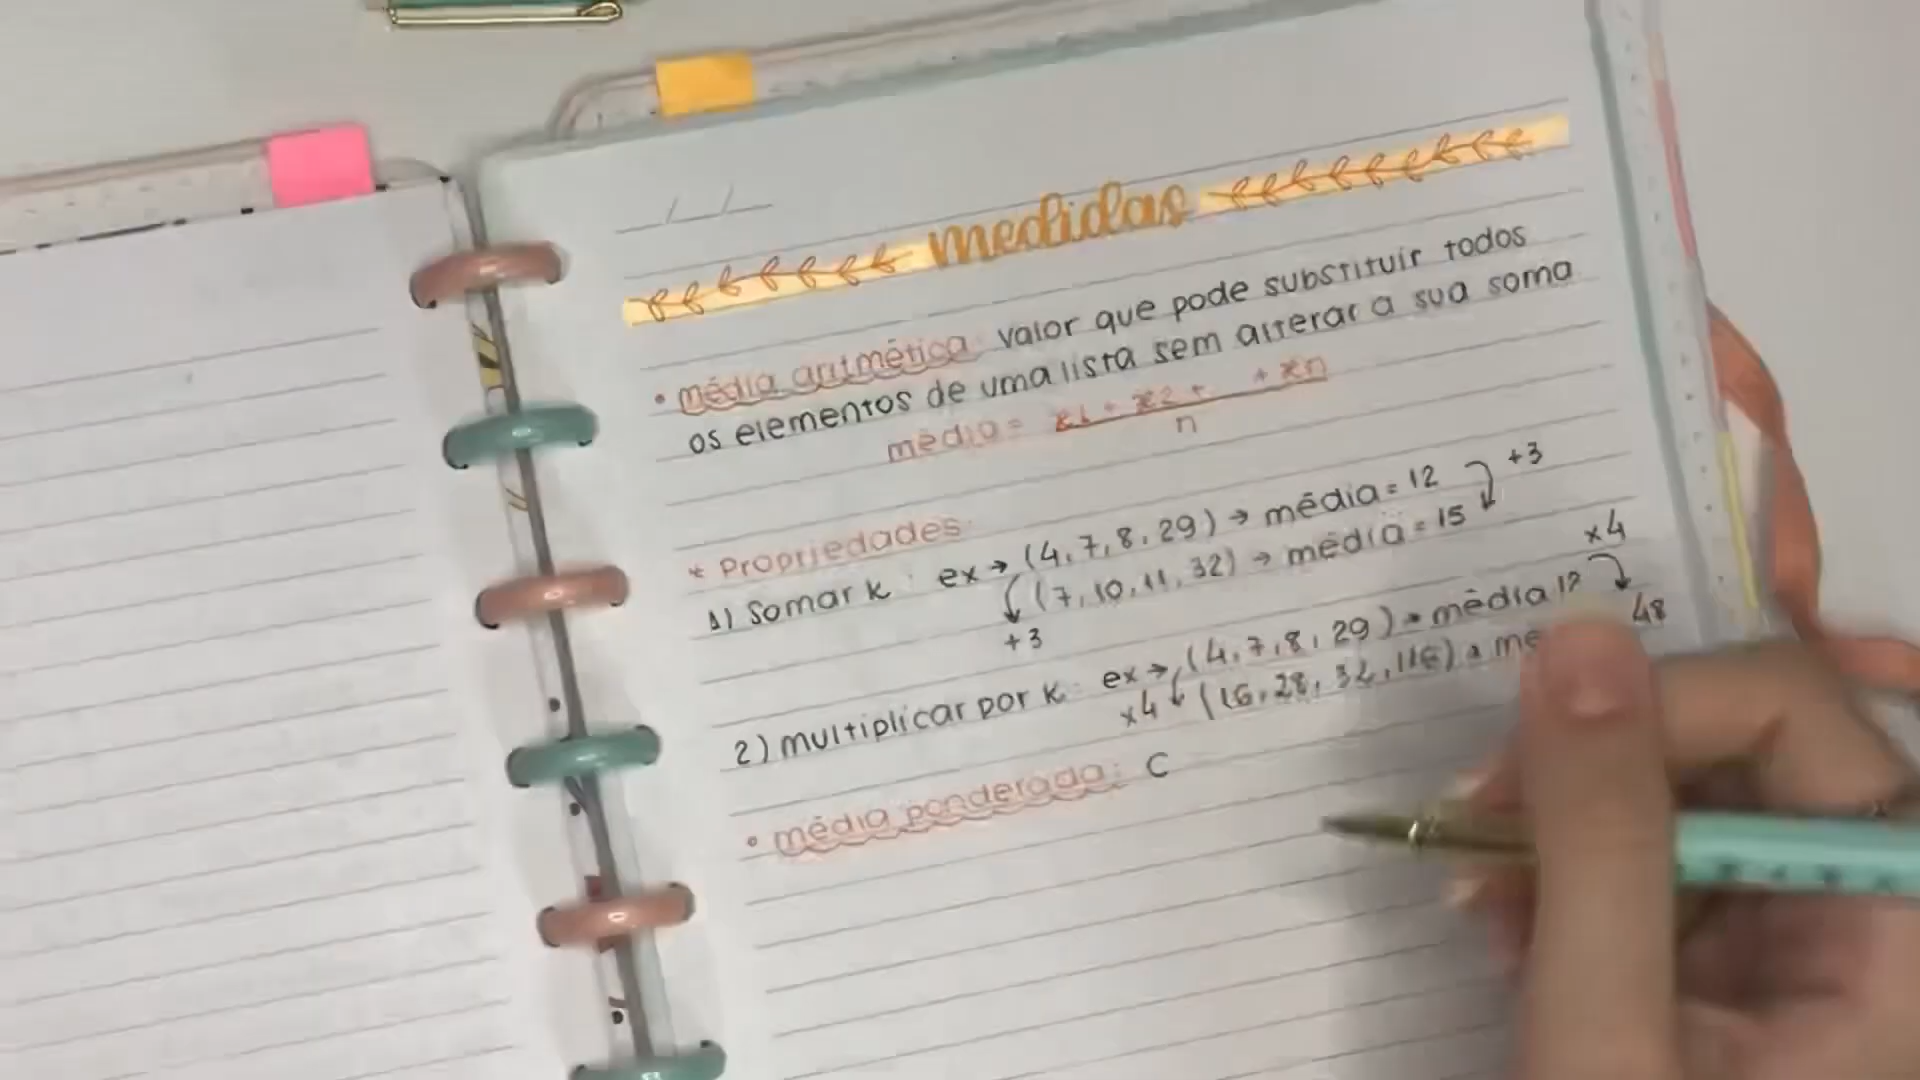 medidas
• média aritmética: valor que pode substituir todos
os elementos de uma lista sem alterar a sua soma
média = x1 + x2 + + xn
n
* Propriedades:
1) Somar k: ex → (4, 7, 8, 29) → média = 12 +3
(7, 10, 11, 32) → média = 15
+3
x4
2) multiplicar por k: ex → (4, 7, 8, 29) → média 12
x4 (16, 28, 32, 116) → 48
• média ponderada: C